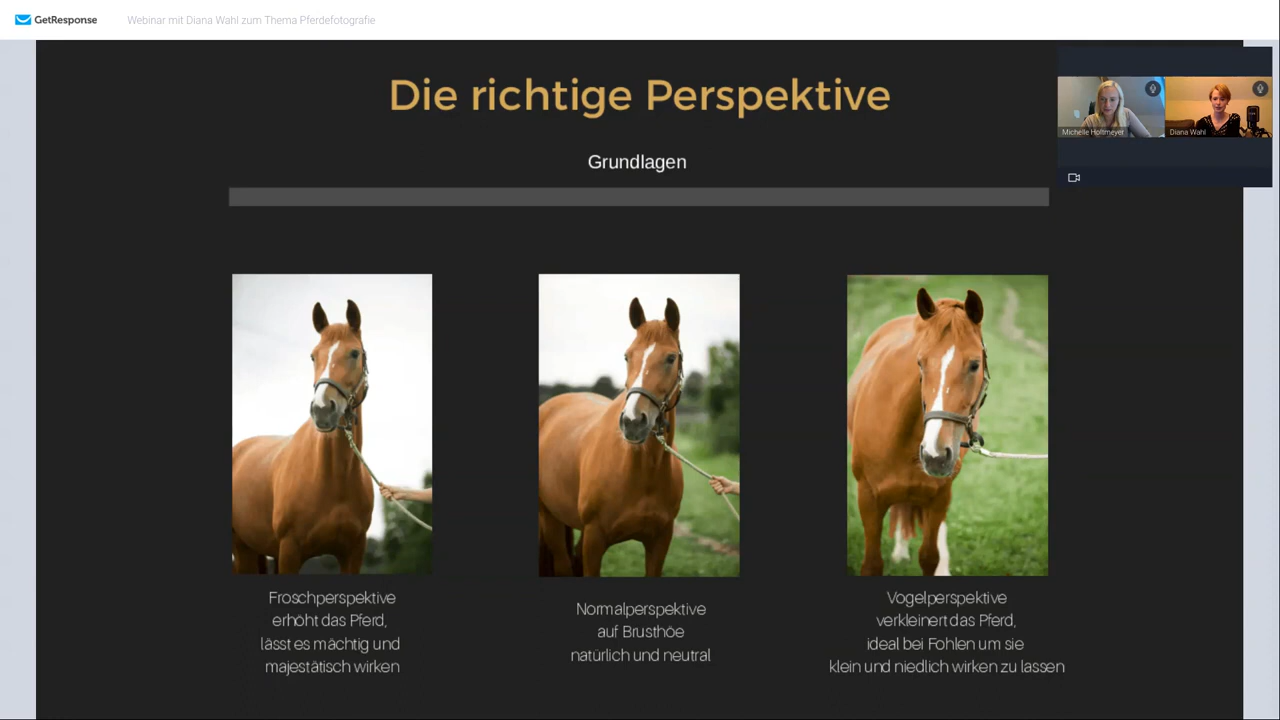 GetResponse
Webinar mit Diana Wahl zum Thema Pferdefotografie
Die richtige Perspektive
Grundlagen
Michelle Holtmeyer
Diana Wahl
Froschperspektive
erhöht das Pferd,
lässt es mächtig und
majestätisch wirken
Normalperspektive
auf Brusthöe
natürlich und neutral
Vogelperspektive
verkleinert das Pferd,
ideal bei Fohlen um sie
klein und niedlich wirken zu lassen